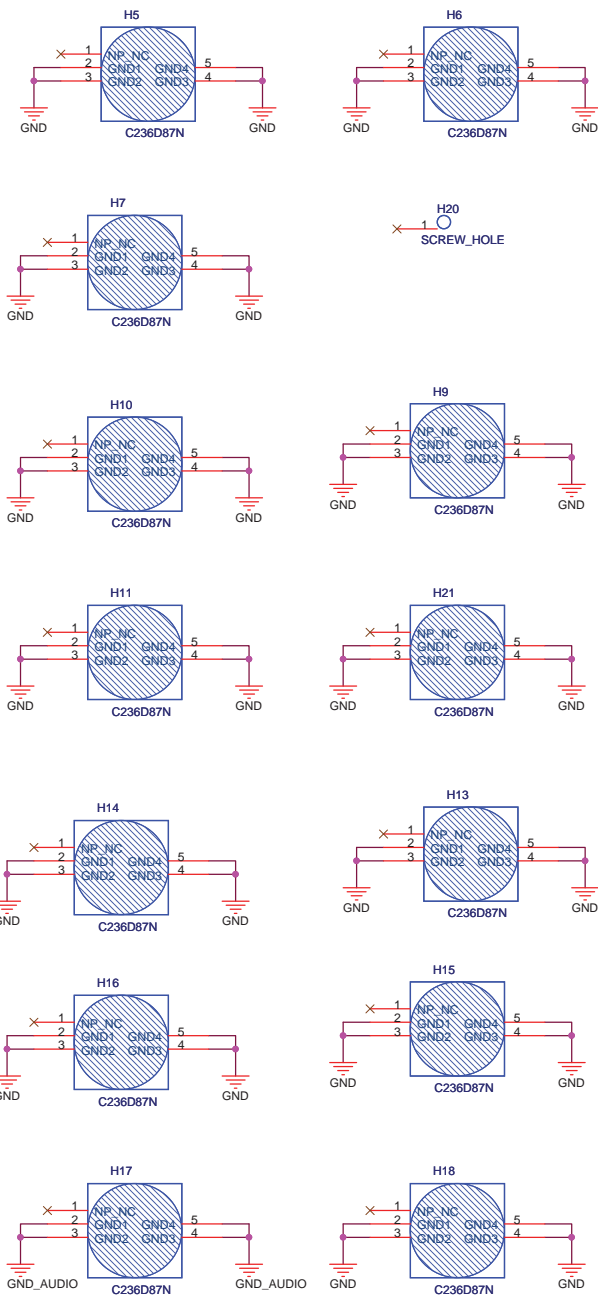 H5
1 NP_NC
2 GND1 GND4 5
3 GND2 GND3 4
GND GND
C236D87N
H6
1 NP_NC
2 GND1 GND4 5
3 GND2 GND3 4
GND GND
C236D87N
H7
1 NP_NC
2 GND1 GND4 5
3 GND2 GND3 4
GND GND
C236D87N
H20
1
SCREW_HOLE
H10
1 NP_NC
2 GND1 GND4 5
3 GND2 GND3 4
GND GND
C236D87N
H9
1 NP_NC
2 GND1 GND4 5
3 GND2 GND3 4
GND GND
C236D87N
H11
1 NP_NC
2 GND1 GND4 5
3 GND2 GND3 4
GND GND
C236D87N
H21
1 NP_NC
2 GND1 GND4 5
3 GND2 GND3 4
GND GND
C236D87N
H14
1 NP_NC
2 GND1 GND4 5
3 GND2 GND3 4
GND GND
C236D87N
H13
1 NP_NC
2 GND1 GND4 5
3 GND2 GND3 4
GND GND
C236D87N
H16
1 NP_NC
2 GND1 GND4 5
3 GND2 GND3 4
GND GND
C236D87N
H15
1 NP_NC
2 GND1 GND4 5
3 GND2 GND3 4
GND GND
C236D87N
H17
1 NP_NC
2 GND1 GND4 5
3 GND2 GND3 4
GND_AUDIO GND_AUDIO
C236D87N
H18
1 NP_NC
2 GND1 GND4 5
3 GND2 GND3 4
GND GND
C236D87N